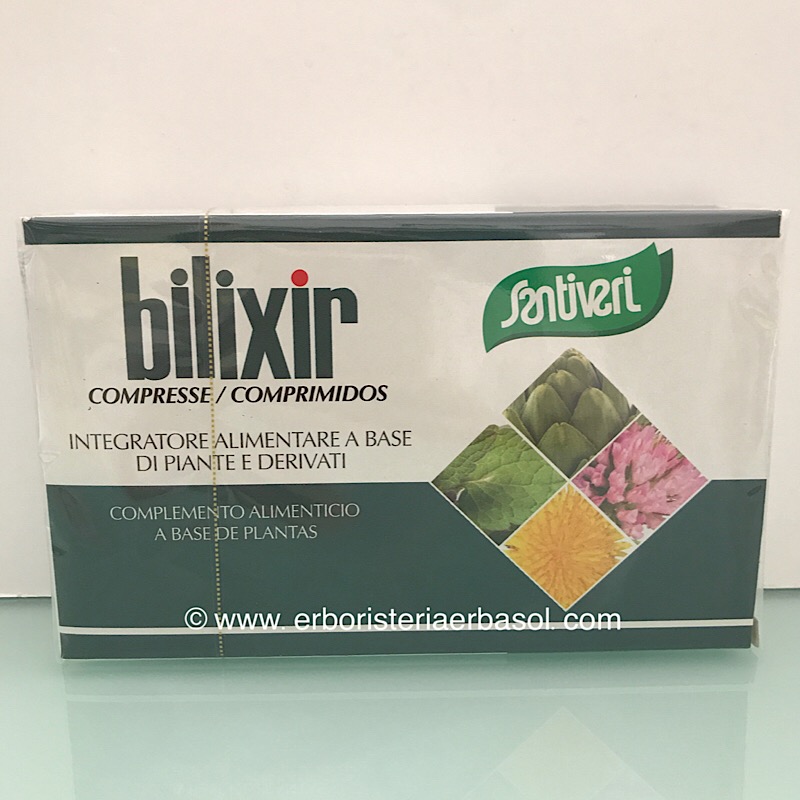 bilixir
COMPRESSE / COMPRIMIDOS
INTEGRATORE ALIMENTARE A BASE
DI PIANTE E DERIVATI
COMPLEMENTO ALIMENTICIO
A BASE DE PLANTAS
Santiveri
© www. erboristeriaerbasol. com